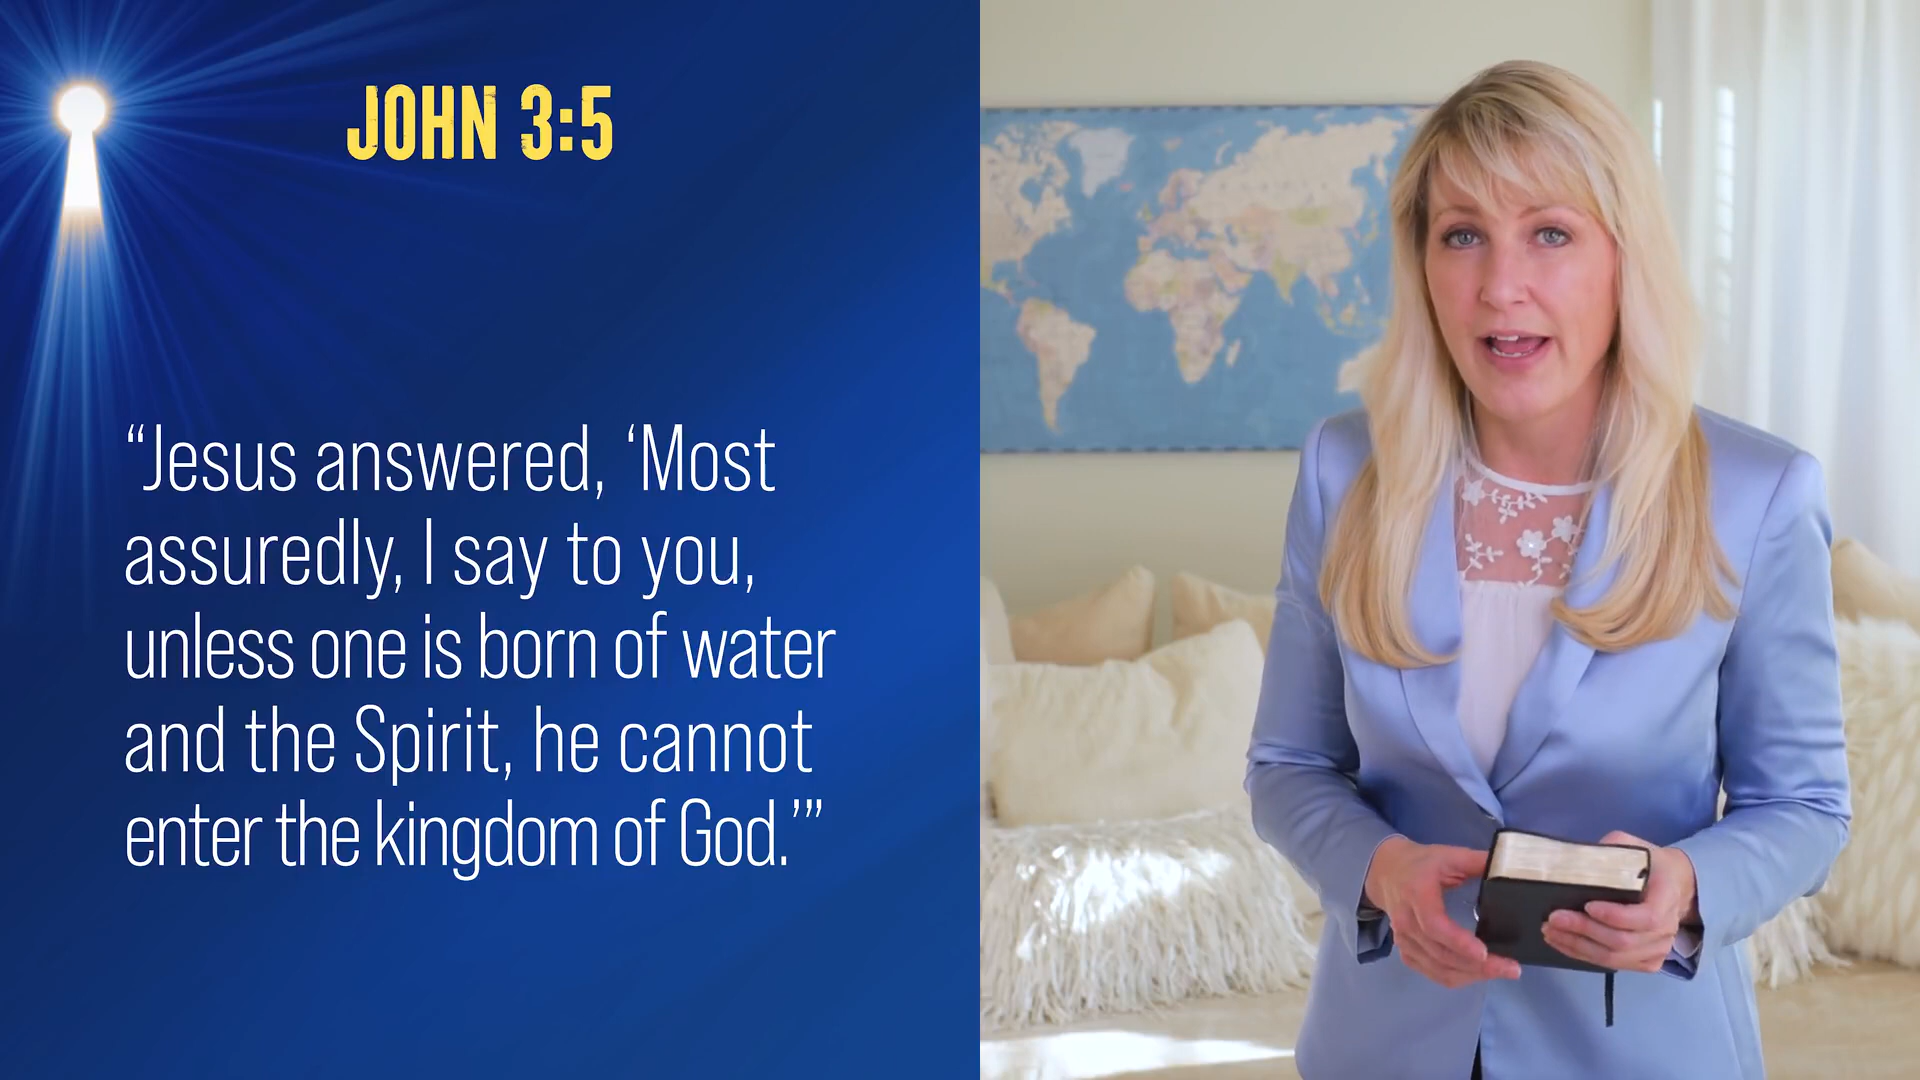 JOHN 3:5
“Jesus answered, ‘Most
assuredly, I say to you,
unless one is born of water
and the Spirit, he cannot
enter the kingdom of God.’”